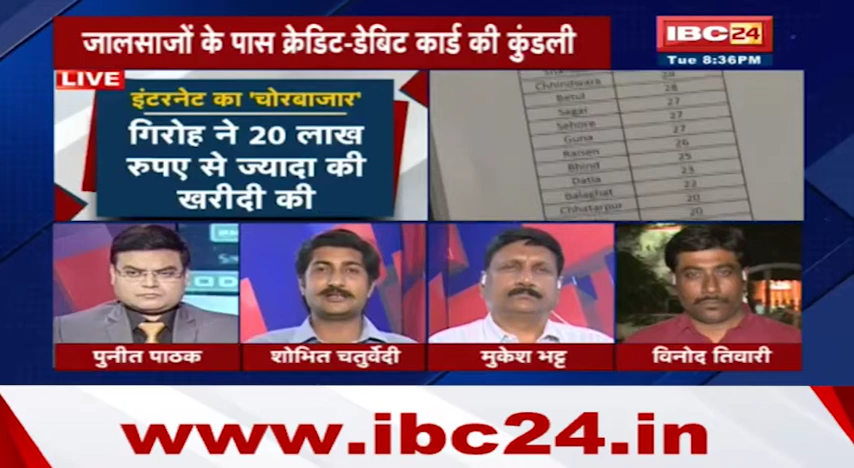 जालसाजों के पास क्रेडिट-डेबिट कार्ड की कुंडली
IBC24
Tue 8:36PM
LIVE
इंटरनेट का 'चोरबाजार'
गिरोह ने 20 लाख
रुपए से ज्यादा की
खरीदी की
Chhindwara 28
Betul 27
Sagar 27
Sehore 27
Guna 26
Raisen 25
Bhind 23
Datia 22
Balaghat 20
Chhatarpur 20
पुनीत पाठक
शोभित चतुर्वेदी
मुकेश भट्ट
विनोद तिवारी
www.ibc24.in